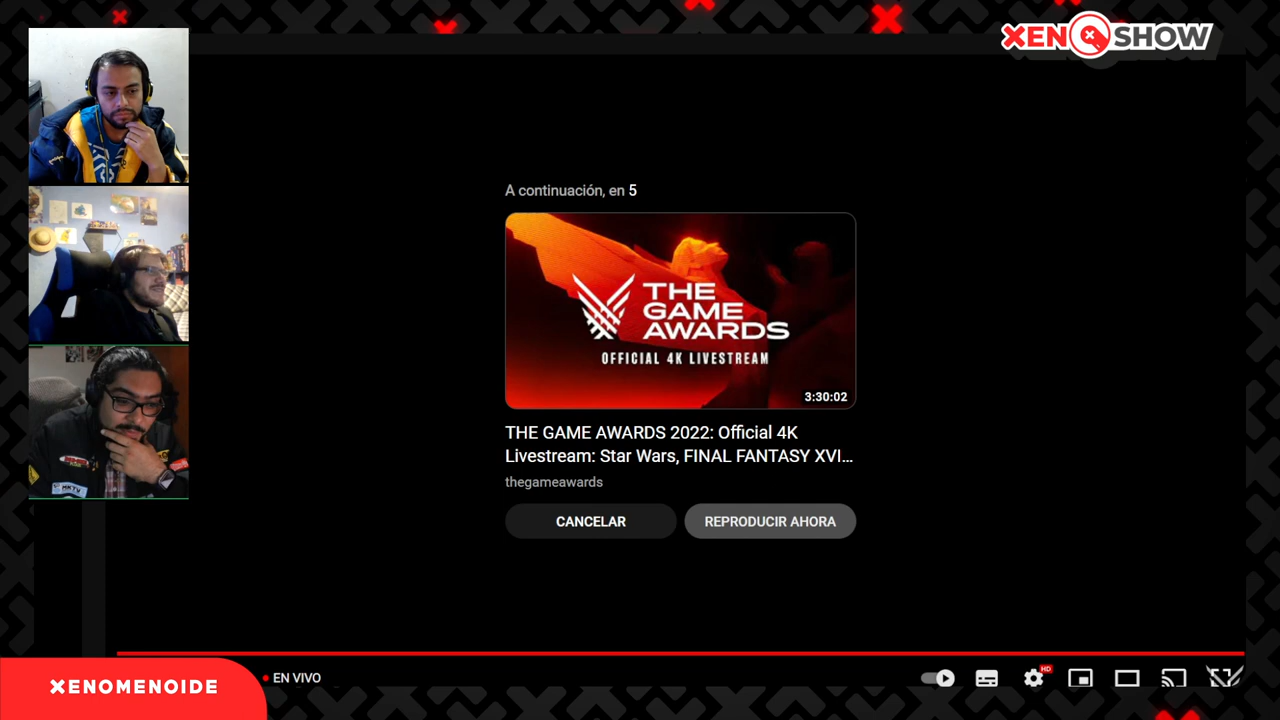 XENOSHOW
A continuación, en 5
THE
GAME
AWARDS
OFFICIAL 4K LIVESTREAM
3:30:02
THE GAME AWARDS 2022: Official 4K
Livestream: Star Wars, FINAL FANTASY XVI...
thegameawards
CANCELAR
REPRODUCIR AHORA
HD
EN VIVO
XENOMENOIDE